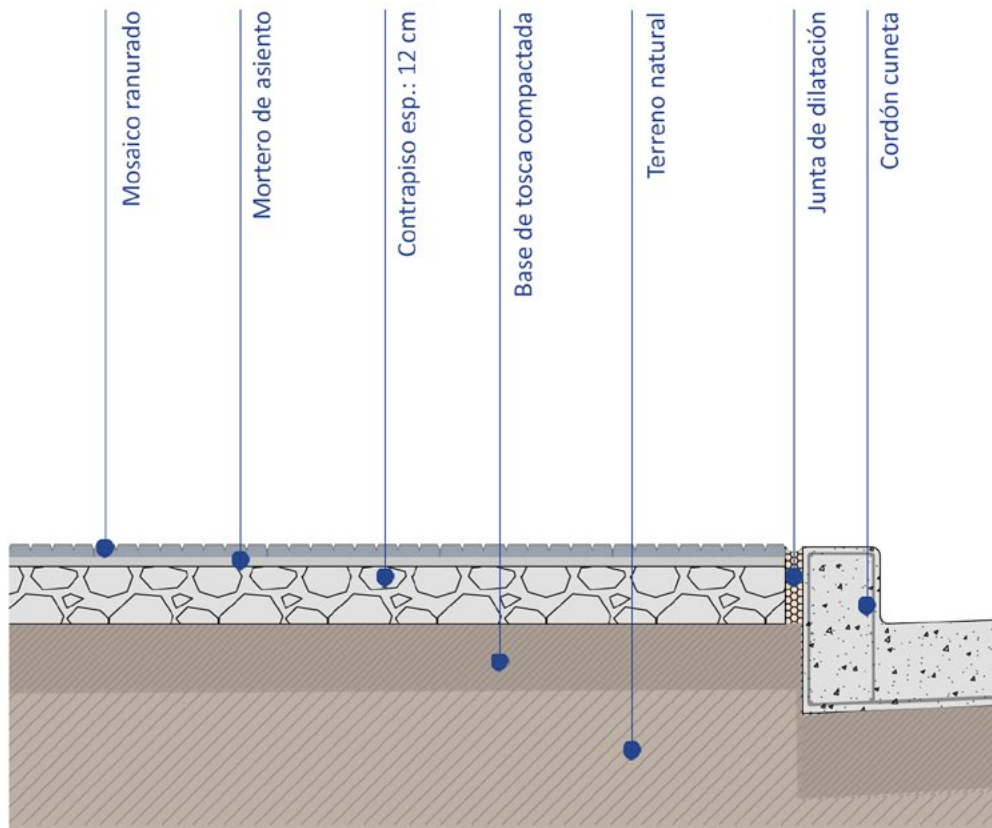 Mosaico ranurado
Mortero de asiento
Contrapiso esp.: 12 cm
Base de tosca compactada
Terreno natural
Junta de dilatación
Cordón cuneta